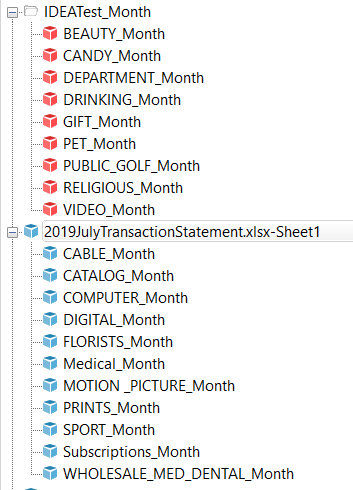 IDEATest_Month
BEAUTY_Month
CANDY_Month
DEPARTMENT_Month
DRINKING_Month
GIFT_Month
PET_Month
PUBLIC_GOLF_Month
RELIGIOUS_Month
VIDEO_Month
2019JulyTransactionStatement.xlsx-Sheet1
CABLE_Month
CATALOG_Month
COMPUTER_Month
DIGITAL_Month
FLORISTS_Month
Medical_Month
MOTION _PICTURE_Month
PRINTS_Month
SPORT_Month
Subscriptions_Month
WHOLESALE_MED_DENTAL_Month